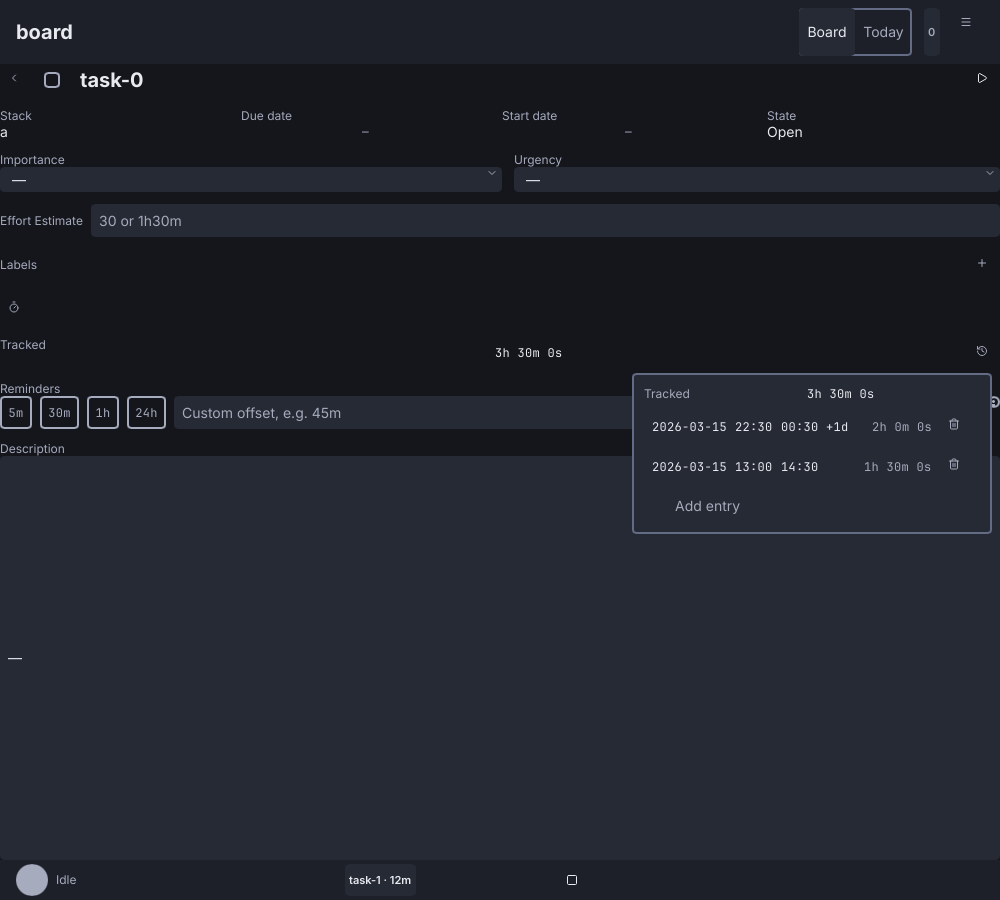 board
Board Today 0
task-0
Stack Due date Start date State
a – – Open
Importance Urgency
— —
Effort Estimate 30 or 1h30m
Labels
Tracked 3h 30m 0s
Reminders
5m 30m 1h 24h Custom offset, e.g. 45m
Tracked 3h 30m 0s
2026-03-15 22:30 00:30 +1d 2h 0m 0s
2026-03-15 13:00 14:30 1h 30m 0s
Add entry
Description
—
Idle task-1 · 12m